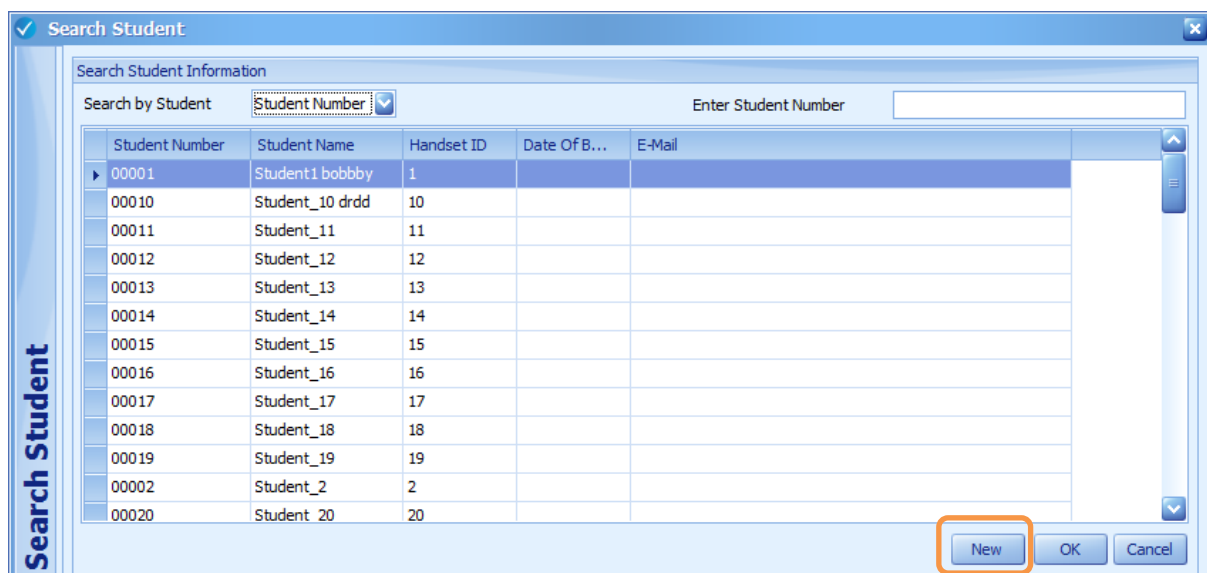 Search Student
Search Student Information
Search by Student Student Number Enter Student Number
Student Number Student Name Handset ID Date Of B... E-Mail
00001 Student1 bobbby 1
00010 Student_10 drdd 10
00011 Student_11 11
00012 Student_12 12
00013 Student_13 13
00014 Student_14 14
00015 Student_15 15
00016 Student_16 16
00017 Student_17 17
00018 Student_18 18
00019 Student_19 19
00002 Student_2 2
00020 Student_20 20
New OK Cancel
Search Student